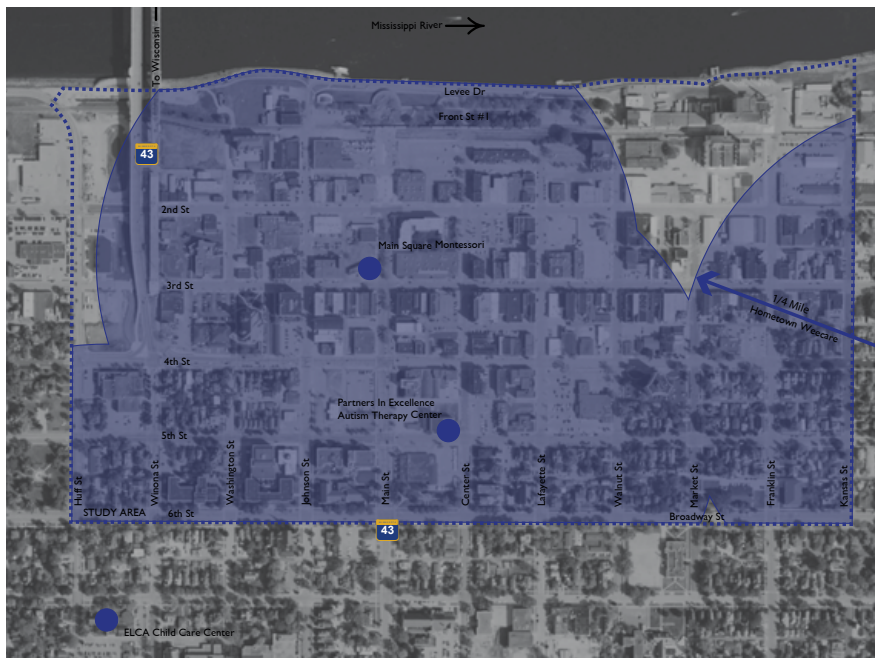 Mississippi River
To Wisconsin
Levee Dr
Front St #1
43
2nd St
Main Square Montessori
3rd St
1/4 Mile
Hometown Weecare
4th St
Partners In Excellence
Autism Therapy Center
5th St
Huff St
Winona St
Washington St
Johnson St
Main St
Center St
Lafayette St
Walnut St
Market St
Franklin St
Kansas St
STUDY AREA
6th St
Broadway St
43
ELCA Child Care Center